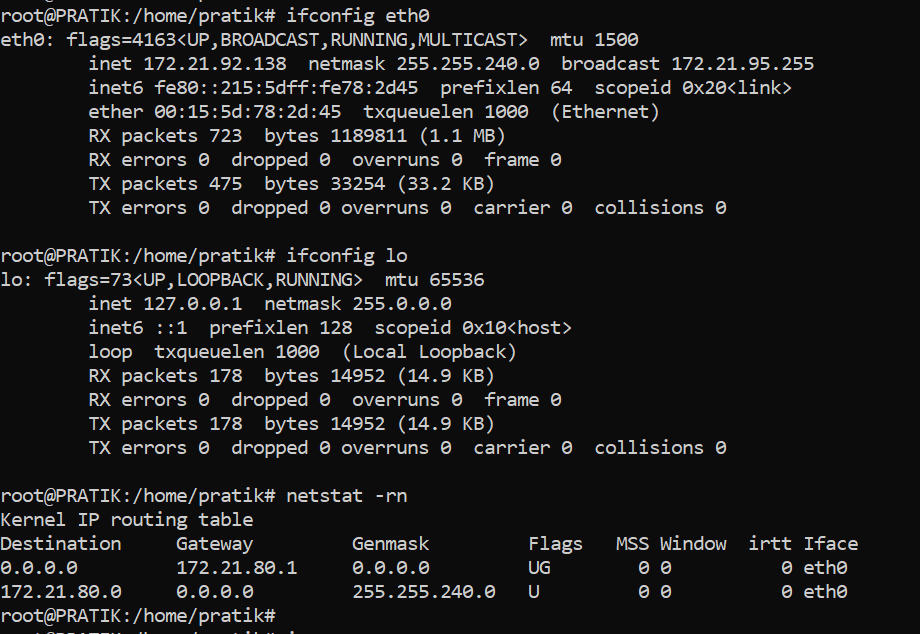 root@PRATIK:/home/pratik# ifconfig eth0
eth0: flags=4163<UP,BROADCAST,RUNNING,MULTICAST>  mtu 1500
        inet 172.21.92.138  netmask 255.255.240.0  broadcast 172.21.95.255
        inet6 fe80::215:5dff:fe78:2d45  prefixlen 64  scopeid 0x20<link>
        ether 00:15:5d:78:2d:45  txqueuelen 1000  (Ethernet)
        RX packets 723  bytes 1189811 (1.1 MB)
        RX errors 0  dropped 0  overruns 0  frame 0
        TX packets 475  bytes 33254 (33.2 KB)
        TX errors 0  dropped 0 overruns 0  carrier 0  collisions 0

root@PRATIK:/home/pratik# ifconfig lo
lo: flags=73<UP,LOOPBACK,RUNNING>  mtu 65536
        inet 127.0.0.1  netmask 255.0.0.0
        inet6 ::1  prefixlen 128  scopeid 0x10<host>
        loop  txqueuelen 1000  (Local Loopback)
        RX packets 178  bytes 14952 (14.9 KB)
        RX errors 0  dropped 0  overruns 0  frame 0
        TX packets 178  bytes 14952 (14.9 KB)
        TX errors 0  dropped 0 overruns 0  carrier 0  collisions 0

root@PRATIK:/home/pratik# netstat -rn
Kernel IP routing table
Destination     Gateway         Genmask         Flags   MSS Window  irtt Iface
0.0.0.0         172.21.80.1     0.0.0.0         UG        0 0          0 eth0
172.21.80.0     0.0.0.0         255.255.240.0   U         0 0          0 eth0
root@PRATIK:/home/pratik#